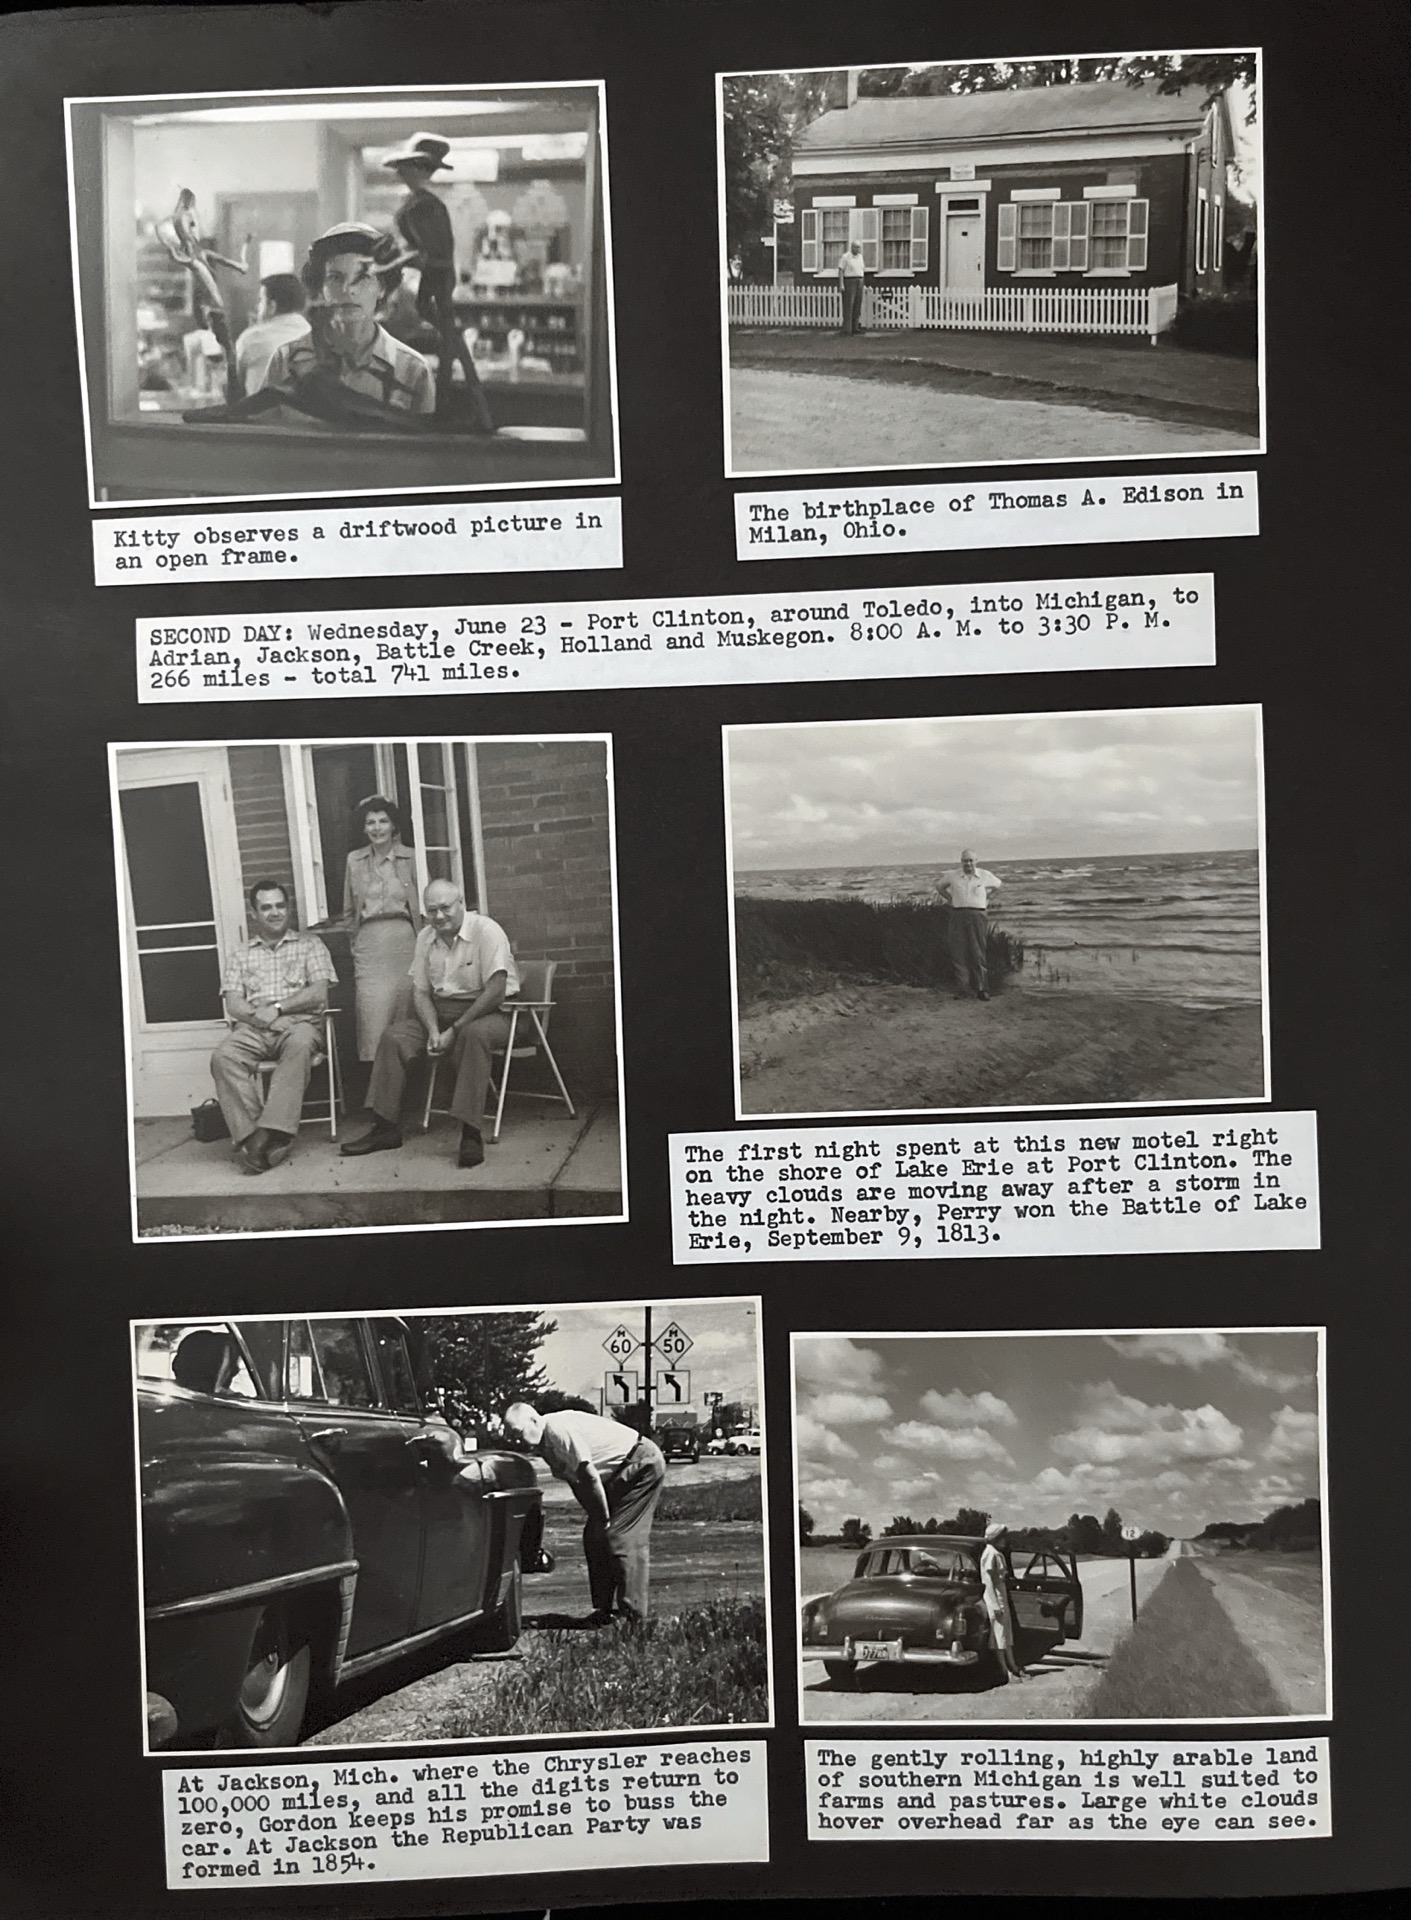 Kitty observes a driftwood picture in
an open frame.
The birthplace of Thomas A. Edison in
Milan, Ohio.
SECOND DAY: Wednesday, June 23 - Port Clinton, around Toledo, into Michigan, to
Adrian, Jackson, Battle Creek, Holland and Muskegon. 8:00 A. M. to 3:30 P. M.
266 miles - total 741 miles.
The first night spent at this new motel right
on the shore of Lake Erie at Port Clinton. The
heavy clouds are moving away after a storm in
the night. Nearby, Perry won the Battle of Lake
Erie, September 9, 1813.
M
60
M
50
12
At Jackson, Mich. where the Chrysler reaches
100,000 miles, and all the digits return to
zero, Gordon keeps his promise to buss the
car. At Jackson the Republican Party was
formed in 1854.
The gently rolling, highly arable land
of southern Michigan is well suited to
farms and pastures. Large white clouds
hover overhead far as the eye can see.